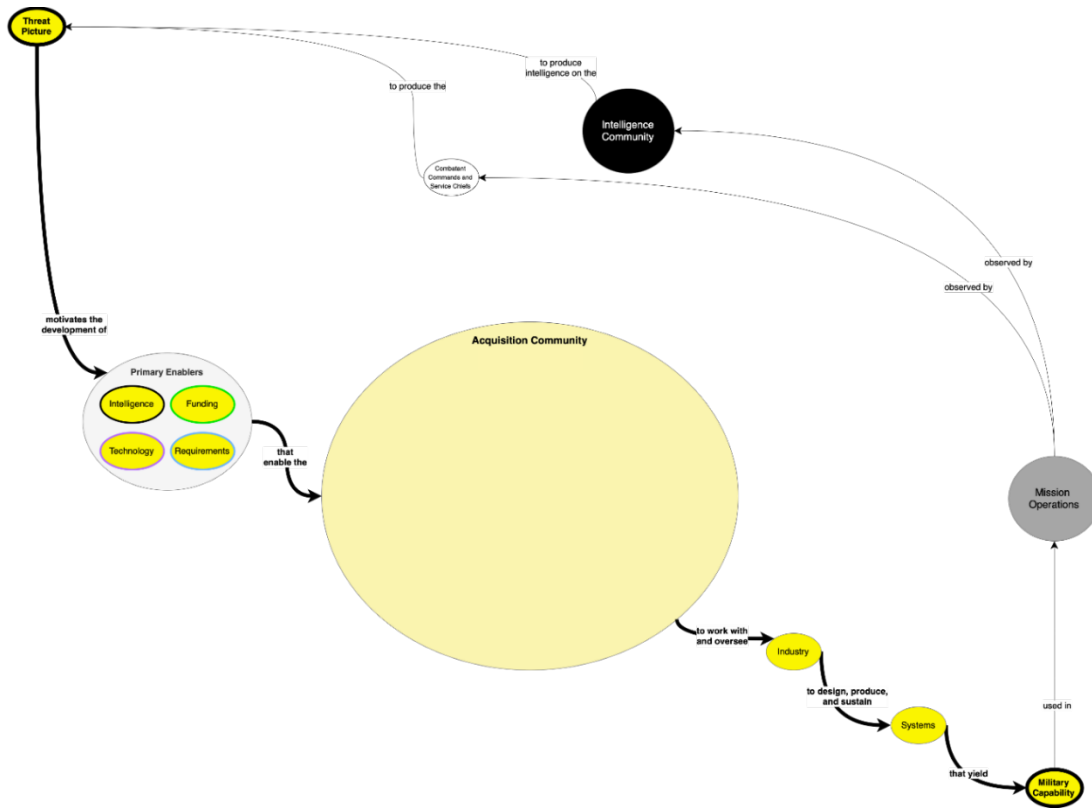 Threat
Picture
to produce
intelligence on the
to produce the
Intelligence
Community
Combatant
Commands and
Service Chiefs
observed by
observed by
motivates the
development of
Acquisition Community
Primary Enablers
Intelligence
Funding
Technology
Requirements
that
enable the
Mission
Operations
to work with
and oversee
Industry
to design, produce,
and sustain
Systems
used in
that yield
Military
Capability